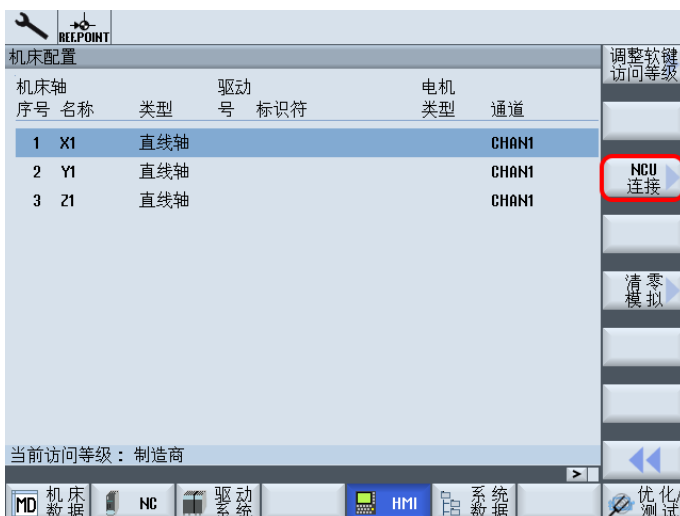 REF.POINT
机床配置
机床轴 驱动 电机
序号 名称 类型 号 标识符 类型 通道
1 X1 直线轴 CHAN1
2 Y1 直线轴 CHAN1
3 Z1 直线轴 CHAN1
当前访问等级：制造商
>
调整软键
访问等级
NCU
连接
清零
模拟
MD 机床
数据
NC
驱动
系统
HMI
系统
数据
优化/
测试